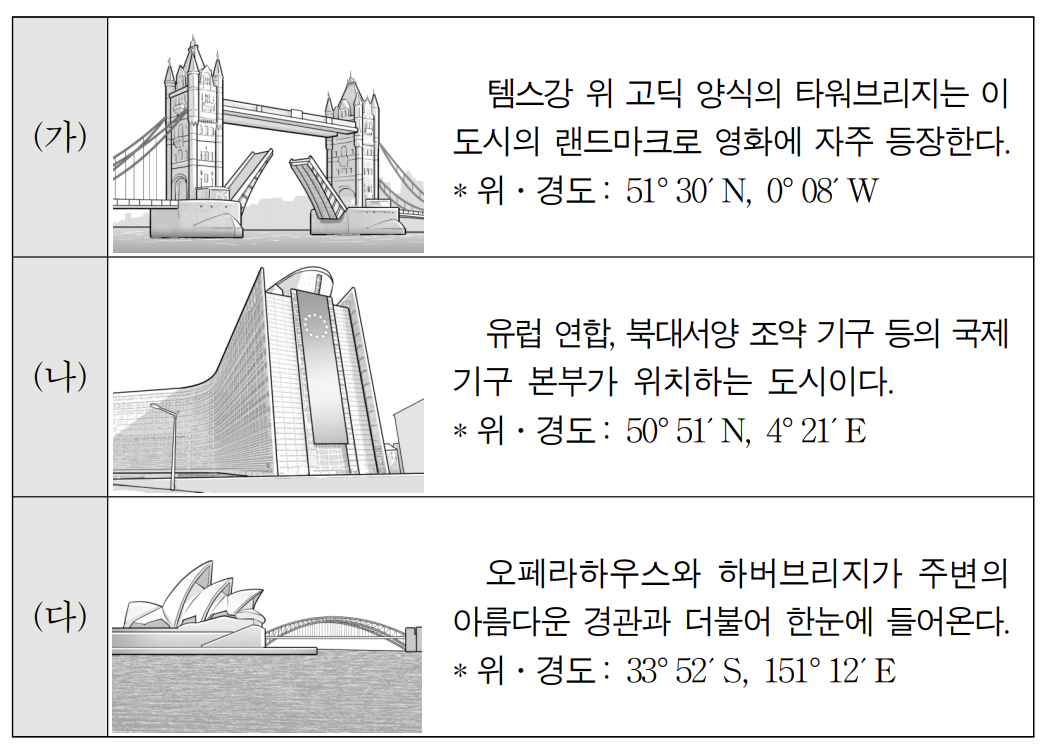 (가)
템스강 위 고딕 양식의 타워브리지는 이
도시의 랜드마크로 영화에 자주 등장한다.
* 위・경도: 51° 30′ N, 0° 08′ W
(나)
유럽 연합, 북대서양 조약 기구 등의 국제
기구 본부가 위치하는 도시이다.
* 위・경도: 50° 51′ N, 4° 21′ E
(다)
오페라하우스와 하버브리지가 주변의
아름다운 경관과 더불어 한눈에 들어온다.
* 위・경도: 33° 52′ S, 151° 12′ E